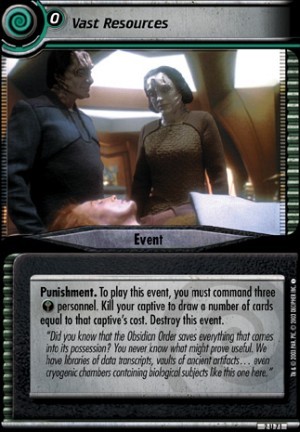 0 Vast Resources
Event
Punishment. To play this event, you must command three
personnel. Kill your captive to draw a number of cards
equal to that captive's cost. Destroy this event.
"Did you know that the Obsidian Order saves everything that comes
into its possession? You never know what might prove useful. We
have libraries of data transcripts, vaults of ancient artifacts... even
cryogenic chambers containing biological subjects like this one here."
2 U 71